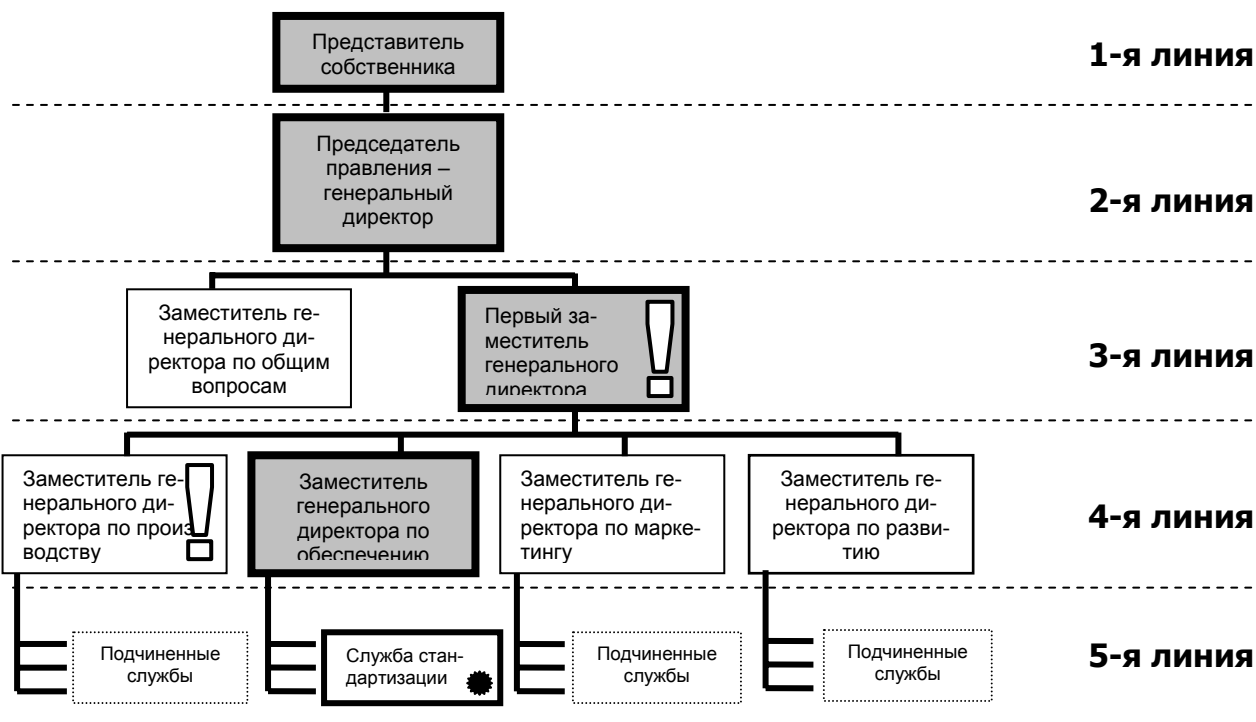 Представитель
собственника
1-я линия
Председатель
правления –
генеральный
директор
2-я линия
Заместитель ге-
нерального ди-
ректора по общим
вопросам
Первый за-
меститель
генерального
директора
3-я линия
Заместитель ге-
нерального ди-
ректора по произ
водству
Заместитель
генерального
директора по
обеспечению
Заместитель ге-
нерального ди-
ректора по марке-
тингу
Заместитель ге-
нерального ди-
ректора по разви-
тию
4-я линия
Подчиненные
службы
Служба стан-
дартизации
Подчиненные
службы
Подчиненные
службы
5-я линия